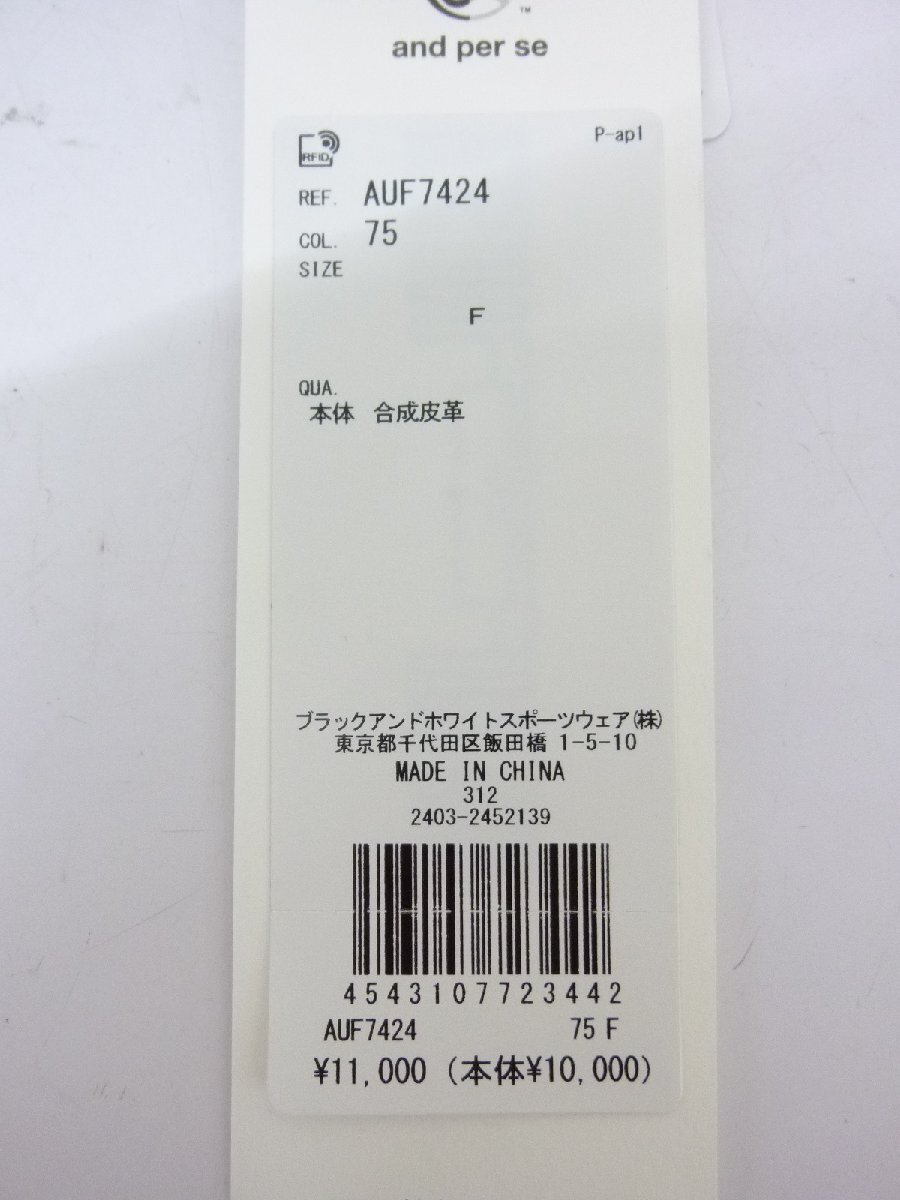 TM
and per se
P-apl
RFID
REF. AUF7424
COL. 75
SIZE
F
QUA.
本体 合成皮革
ブラックアンドホワイトスポーツウェア(株)
東京都千代田区飯田橋 1-5-10
MADE IN CHINA
312
2403-2452139
4543107723442
AUF7424 75 F
¥11,000 (本体¥10,000)